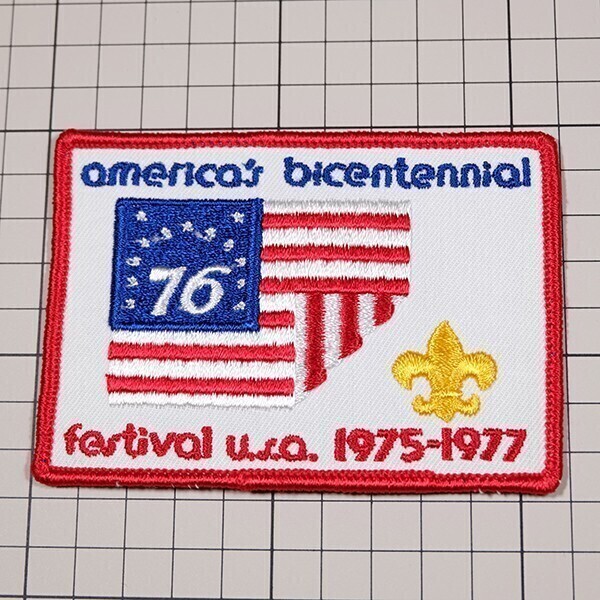 america's bicentennial
76
festival u.s.a. 1975-1977